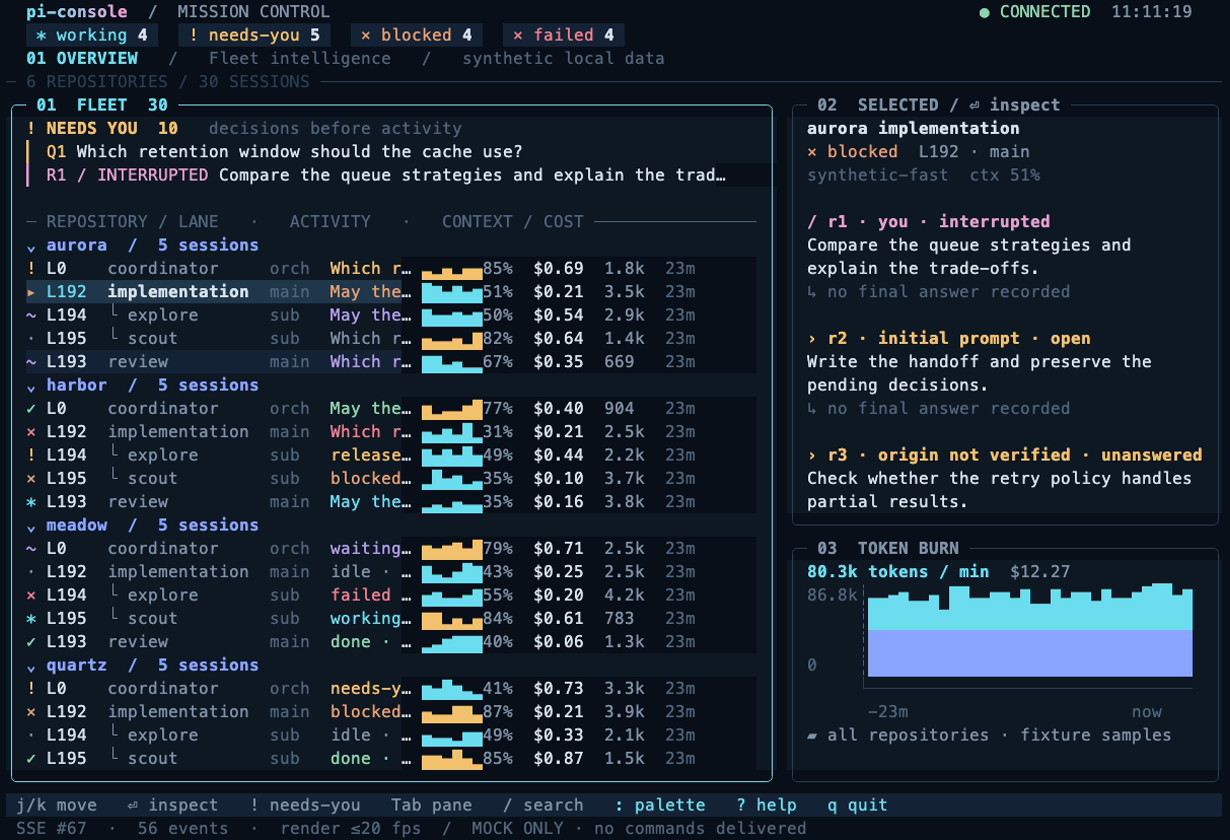 pi-console / MISSION CONTROL ● CONNECTED 11:11:19
* working 4 ! needs-you 5 × blocked 4 × failed 4
01 OVERVIEW / Fleet intelligence / synthetic local data
6 REPOSITORIES / 30 SESSIONS
01 FLEET 30
! NEEDS YOU 10 decisions before activity
Q1 Which retention window should the cache use?
R1 / INTERRUPTED Compare the queue strategies and explain the trad…
REPOSITORY / LANE · ACTIVITY · CONTEXT / COST
⌄ aurora / 5 sessions
! L0 coordinator orch Which r… 85% $0.69 1.8k 23m
▸ L192 implementation main May the… 51% $0.21 3.5k 23m
~ L194 └ explore sub May the… 50% $0.54 2.9k 23m
· L195 └ scout sub Which r… 82% $0.64 1.4k 23m
~ L193 review main Which r… 67% $0.35 669 23m
⌄ harbor / 5 sessions
✓ L0 coordinator orch May the… 77% $0.40 904 23m
× L192 implementation main Which r… 31% $0.21 2.5k 23m
! L194 └ explore sub release… 49% $0.44 2.2k 23m
× L195 └ scout sub blocked… 35% $0.10 3.7k 23m
* L193 review main May the… 35% $0.16 3.8k 23m
⌄ meadow / 5 sessions
~ L0 coordinator orch waiting… 79% $0.71 2.5k 23m
· L192 implementation main idle · … 43% $0.25 2.5k 23m
× L194 └ explore sub failed … 55% $0.20 4.2k 23m
* L195 └ scout sub working… 84% $0.61 783 23m
✓ L193 review main done · … 40% $0.06 1.3k 23m
⌄ quartz / 5 sessions
! L0 coordinator orch needs-y… 41% $0.73 3.3k 23m
× L192 implementation main blocked… 87% $0.21 3.9k 23m
· L194 └ explore sub idle · … 49% $0.33 2.1k 23m
✓ L195 └ scout sub done · … 85% $0.87 1.5k 23m
02 SELECTED / ⏎ inspect
aurora implementation
× blocked L192 · main
synthetic-fast ctx 51%
/ r1 · you · interrupted
Compare the queue strategies and
explain the trade-offs.
↳ no final answer recorded
› r2 · initial prompt · open
Write the handoff and preserve the
pending decisions.
↳ no final answer recorded
› r3 · origin not verified · unanswered
Check whether the retry policy handles
partial results.
03 TOKEN BURN
80.3k tokens / min $12.27
86.8k
0
−23m now
▰ all repositories · fixture samples
j/k move ⏎ inspect ! needs-you Tab pane / search : palette ? help q quit
SSE #67 · 56 events · render ≤20 fps / MOCK ONLY · no commands delivered